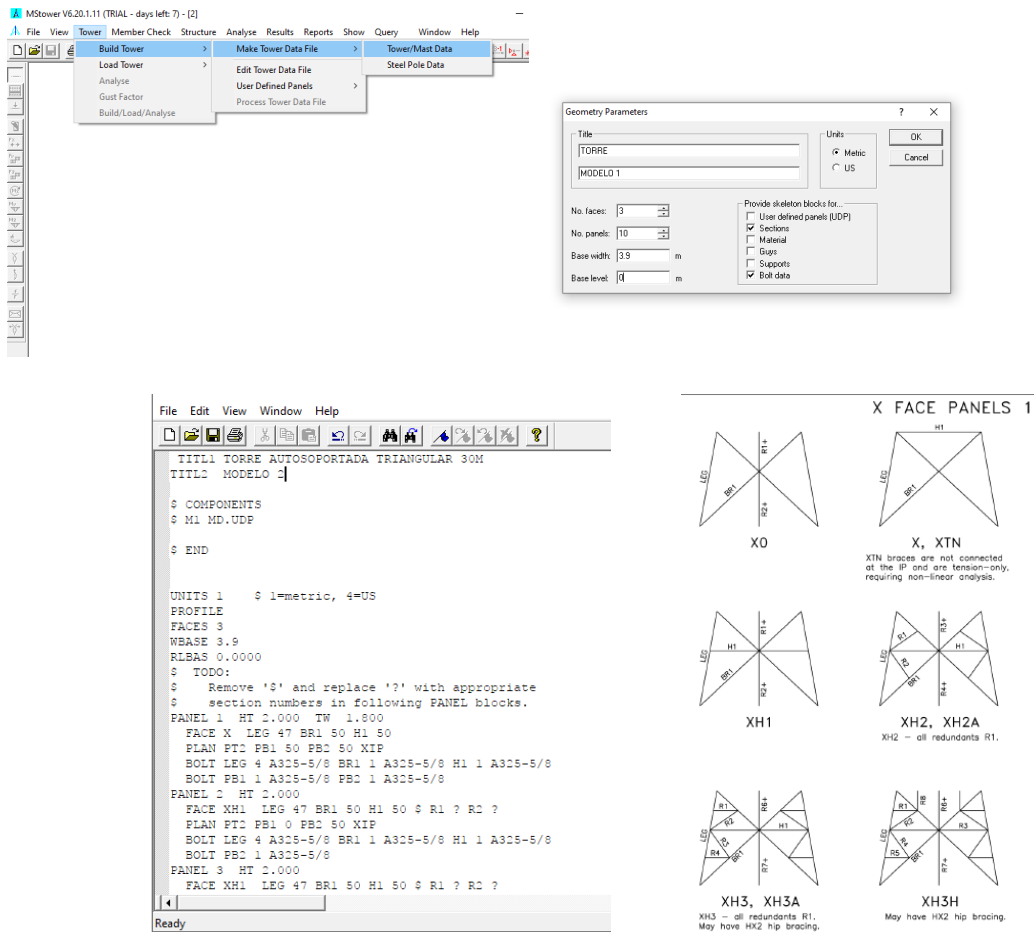 MStower V6.20.1.11 (TRIAL - days left: 7) - [2]
File View Tower Member Check Structure Analyse Results Reports Show Query Window Help
Build Tower
Load Tower
Analyse
Gust Factor
Build/Load/Analyse
Make Tower Data File
Edit Tower Data File
User Defined Panels
Process Tower Data File
Tower/Mast Data
Steel Pole Data
Geometry Parameters
Title
TORRE
MODELO 1
Units
Metric
US
OK
Cancel
No. faces: 3
No. panels: 10
Base width: 3.9 m
Base level: 0 m
Provide skeleton blocks for...
User defined panels (UDP)
Sections
Material
Guys
Supports
Bolt data
File Edit View Window Help
TITL1 TORRE AUTOSOPORTADA TRIANGULAR 30M
TITL2 MODELO 2
$ COMPONENTS
$ M1 MD.UDP
$ END
UNITS 1 $ 1=metric, 4=US
PROFILE
FACES 3
WBASE 3.9
RLBAS 0.0000
$ TODO:
$ Remove '$' and replace '?' with appropriate
$ section numbers in following PANEL blocks.
PANEL 1 HT 2.000 TW 1.800
FACE X LEG 47 BR1 50 H1 50
PLAN PT2 PB1 50 PB2 50 XIP
BOLT LEG 4 A325-5/8 BR1 1 A325-5/8 H1 1 A325-5/8
BOLT PB1 1 A325-5/8 PB2 1 A325-5/8
PANEL 2 HT 2.000
FACE XH1 LEG 47 BR1 50 H1 50 $ R1 ? R2 ?
PLAN PT2 PB1 0 PB2 50 XIP
BOLT LEG 4 A325-5/8 BR1 1 A325-5/8 H1 1 A325-5/8
BOLT PB2 1 A325-5/8
PANEL 3 HT 2.000
FACE XH1 LEG 47 BR1 50 H1 50 $ R1 ? R2 ?
Ready
X FACE PANELS 1
LEG BR1 R1+ R2+
XO
H1 LEG BR1
X, XTN
XTN braces are not connected
at the IP and are tension-only,
requiring non-linear analysis.
LEG H1 BR1 R1+ R2+
XH1
LEG R1 R2 BR1 R3+ H1 R4+
XH2, XH2A
XH2 - all redundants R1.
LEG R1 R2 R3 R4 BR1 R6+ H1 R7+
XH3, XH3A
XH3 - all redundants R1.
May have HX2 hip bracing.
LEG R1 R2 R8 R6+ R3 R4 R5 BR1 R7+
XH3H
May have HX2 hip bracing.